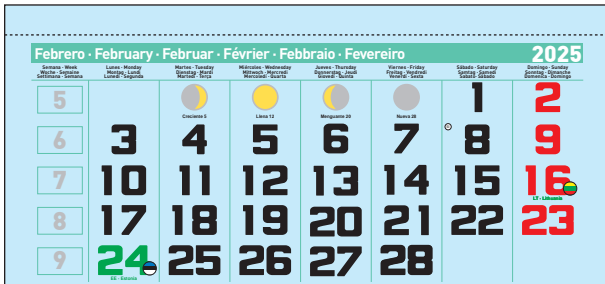 Febrero · February · Februar · Février · Febbraio · Fevereiro 2025
Semana - Week Lunes - Monday Martes - Tuesday Miércoles - Wednesday Jueves - Thursday Viernes - Friday Sábado - Saturday Domingo - Sunday
Woche - Semaine Montag - Lundi Dienstag - Mardi Mittwoch - Mercredi Donnerstag - Jeudi Freitag - Vendredi Samstag - Samedi Sonntag - Dimanche
Settimana - Semana Lunedì - Segunda Martedì - Terça Mercoledì - Quarta Giovedì - Quinta Venerdì - Sexta Sabato - Sábado Domenica - Domingo
5 1 2
Creciente 5 Llena 12 Menguante 20 Nueva 28
6 3 4 5 6 7 8 9
7 10 11 12 13 14 15 16
LT - Lithuania
8 17 18 19 20 21 22 23
9 24 25 26 27 28
EE - Estonia